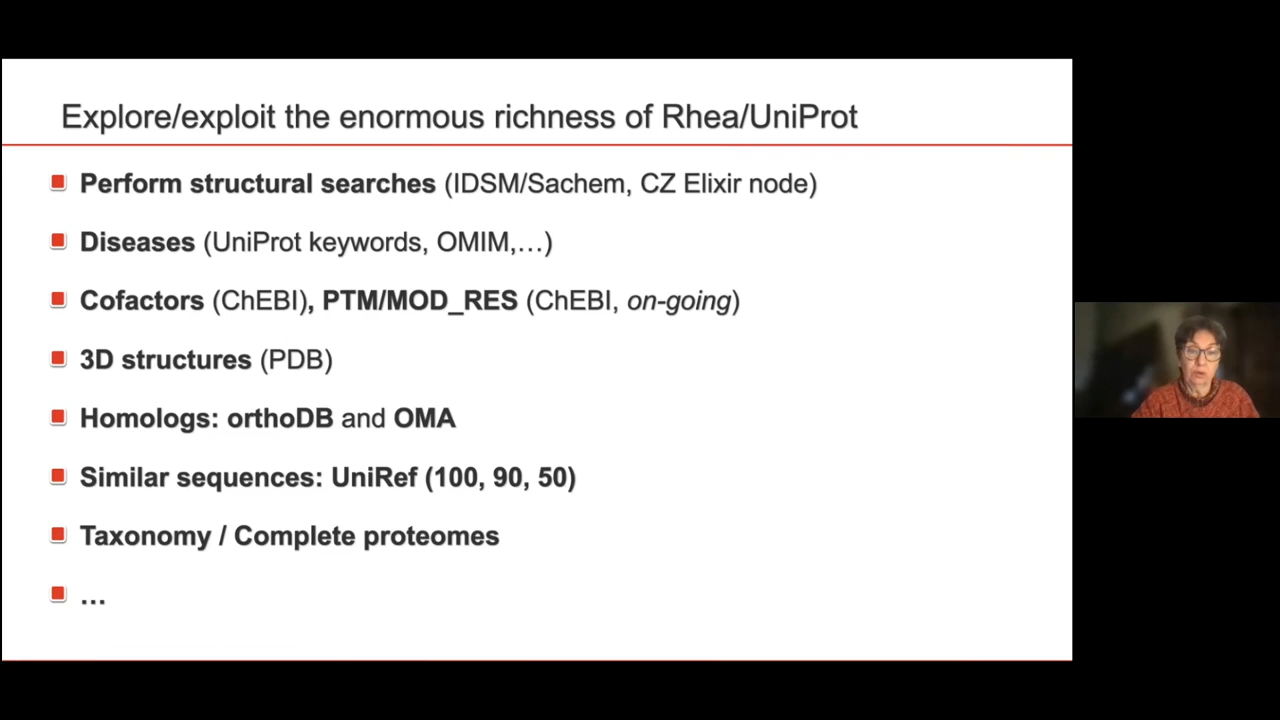 Explore/exploit the enormous richness of Rhea/UniProt
Perform structural searches (IDSM/Sachem, CZ Elixir node)
Diseases (UniProt keywords, OMIM,…)
Cofactors (ChEBI), PTM/MOD_RES (ChEBI, on-going)
3D structures (PDB)
Homologs: orthoDB and OMA
Similar sequences: UniRef (100, 90, 50)
Taxonomy / Complete proteomes
…